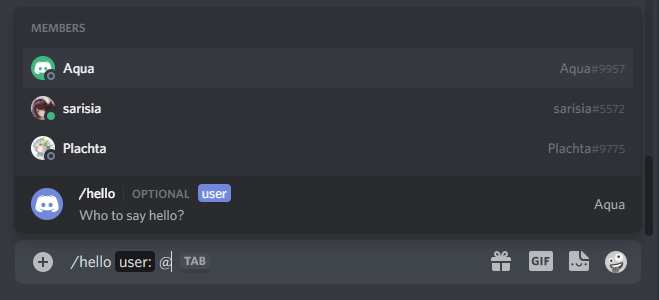 MEMBERS
Aqua Aqua#9957
sarisia sarisia#5572
Plachta Plachta#9775
/hello OPTIONAL user
Who to say hello? Aqua
/hello user: @ TAB GIF